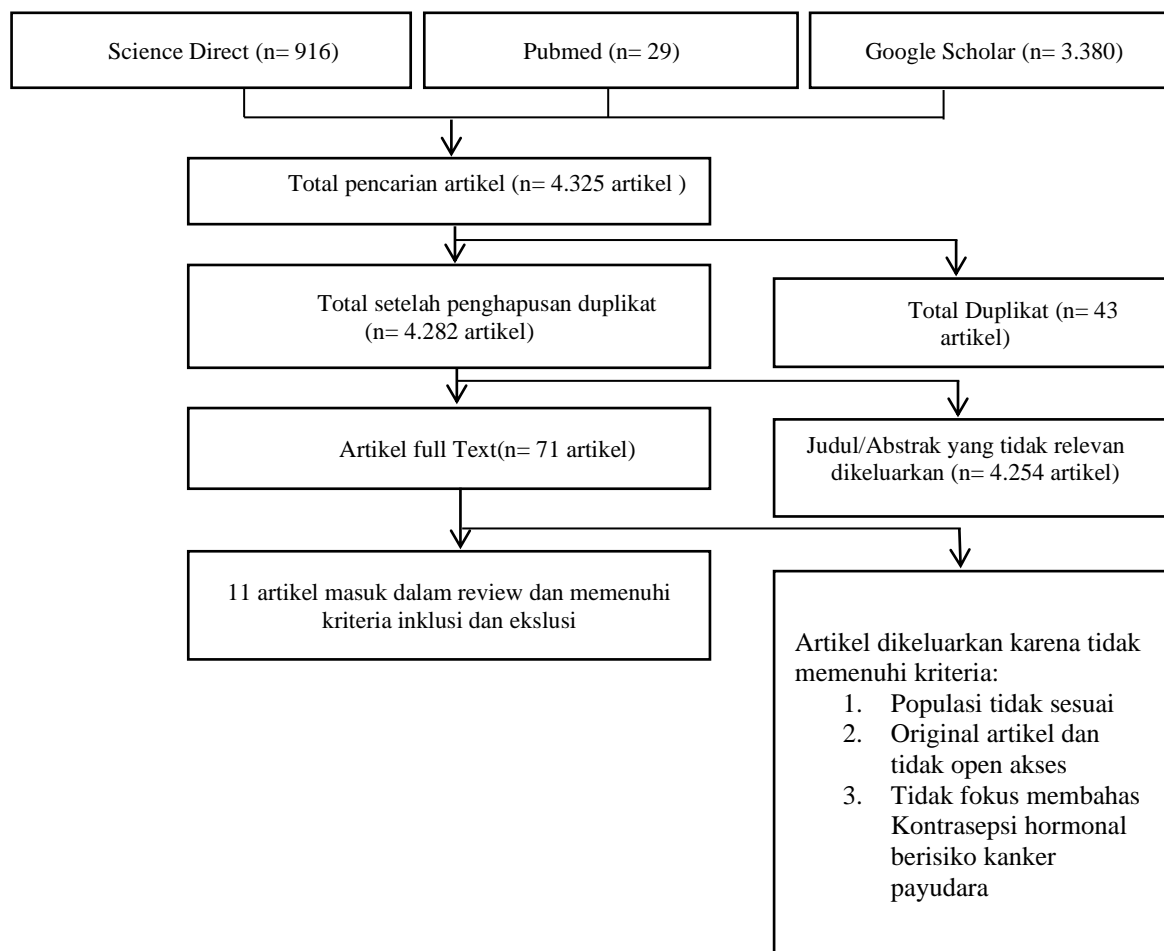 Science Direct (n= 916)
Pubmed (n= 29)
Google Scholar (n= 3.380)
Total pencarian artikel (n= 4.325 artikel )
Total setelah penghapusan duplikat
(n= 4.282 artikel)
Total Duplikat (n= 43
artikel)
Artikel full Text(n= 71 artikel)
Judul/Abstrak yang tidak relevan
dikeluarkan (n= 4.254 artikel)
11 artikel masuk dalam review dan memenuhi
kriteria inklusi dan ekslusi
Artikel dikeluarkan karena tidak
memenuhi kriteria:
1. Populasi tidak sesuai
2. Original artikel dan
tidak open akses
3. Tidak fokus membahas
Kontrasepsi hormonal
berisiko kanker
payudara